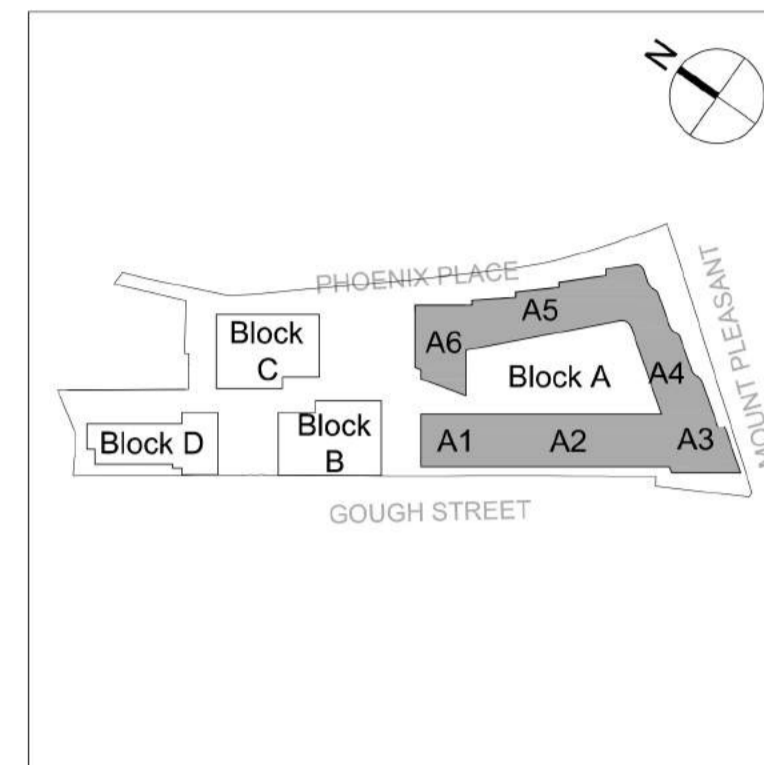 N
PHOENIX PLACE
MOUNT PLEASANT
Block
C
A5
A6
Block A
A4
Block D
Block
B
A1
A2
A3
GOUGH STREET